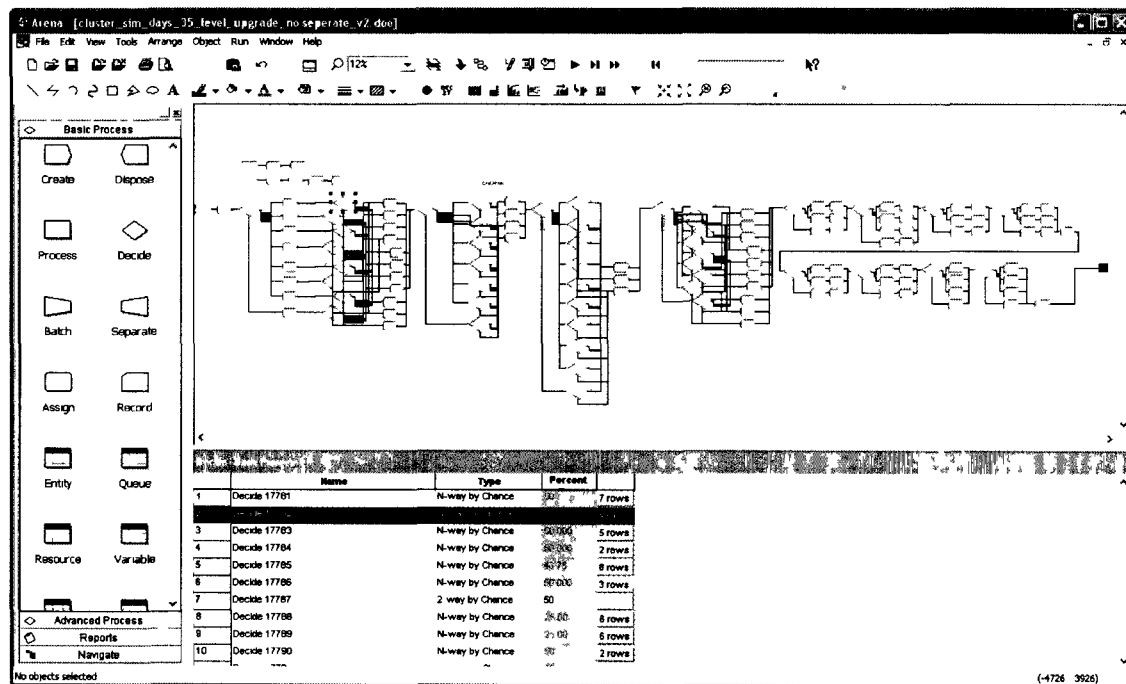 Arena [cluster_sim_days_35_level_upgrade_no seperate_v2.doe]
File Edit View Tools Arrange Object Run Window Help
12%
Basic Process
Create Dispose
Process Decide
Batch Separate
Assign Record
Entity Queue
Resource Variable
Advanced Process
Reports
Navigate
Name Type Percent
1 Decide 17781 N-way by Chance 7 rows
3 Decide 17783 N-way by Chance 5 rows
4 Decide 17784 N-way by Chance 2 rows
5 Decide 17785 N-way by Chance 8 rows
6 Decide 17786 N-way by Chance 3 rows
7 Decide 17787 2-way by Chance 50
8 Decide 17788 N-way by Chance 6 rows
9 Decide 17789 N-way by Chance 6 rows
10 Decide 17790 N-way by Chance 2 rows
No objects selected (-4726 3926)